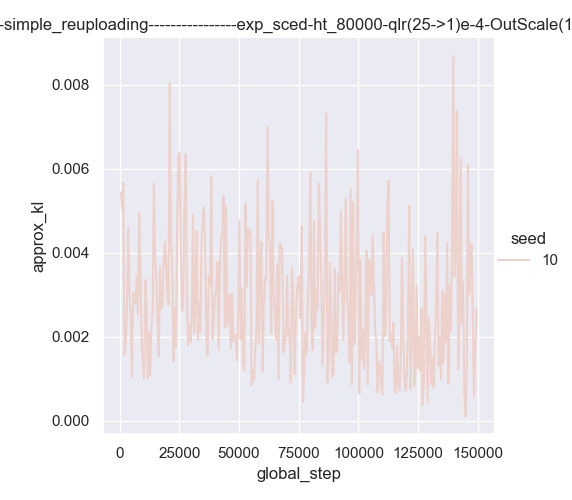 -simple_reuploading----------------exp_sced-ht_80000-qlr(25->1)e-4-OutScale(1
0.008
0.006
0.004
0.002
0.000
approx_kl
0 25000 50000 75000 100000 125000 150000
global_step
seed
10